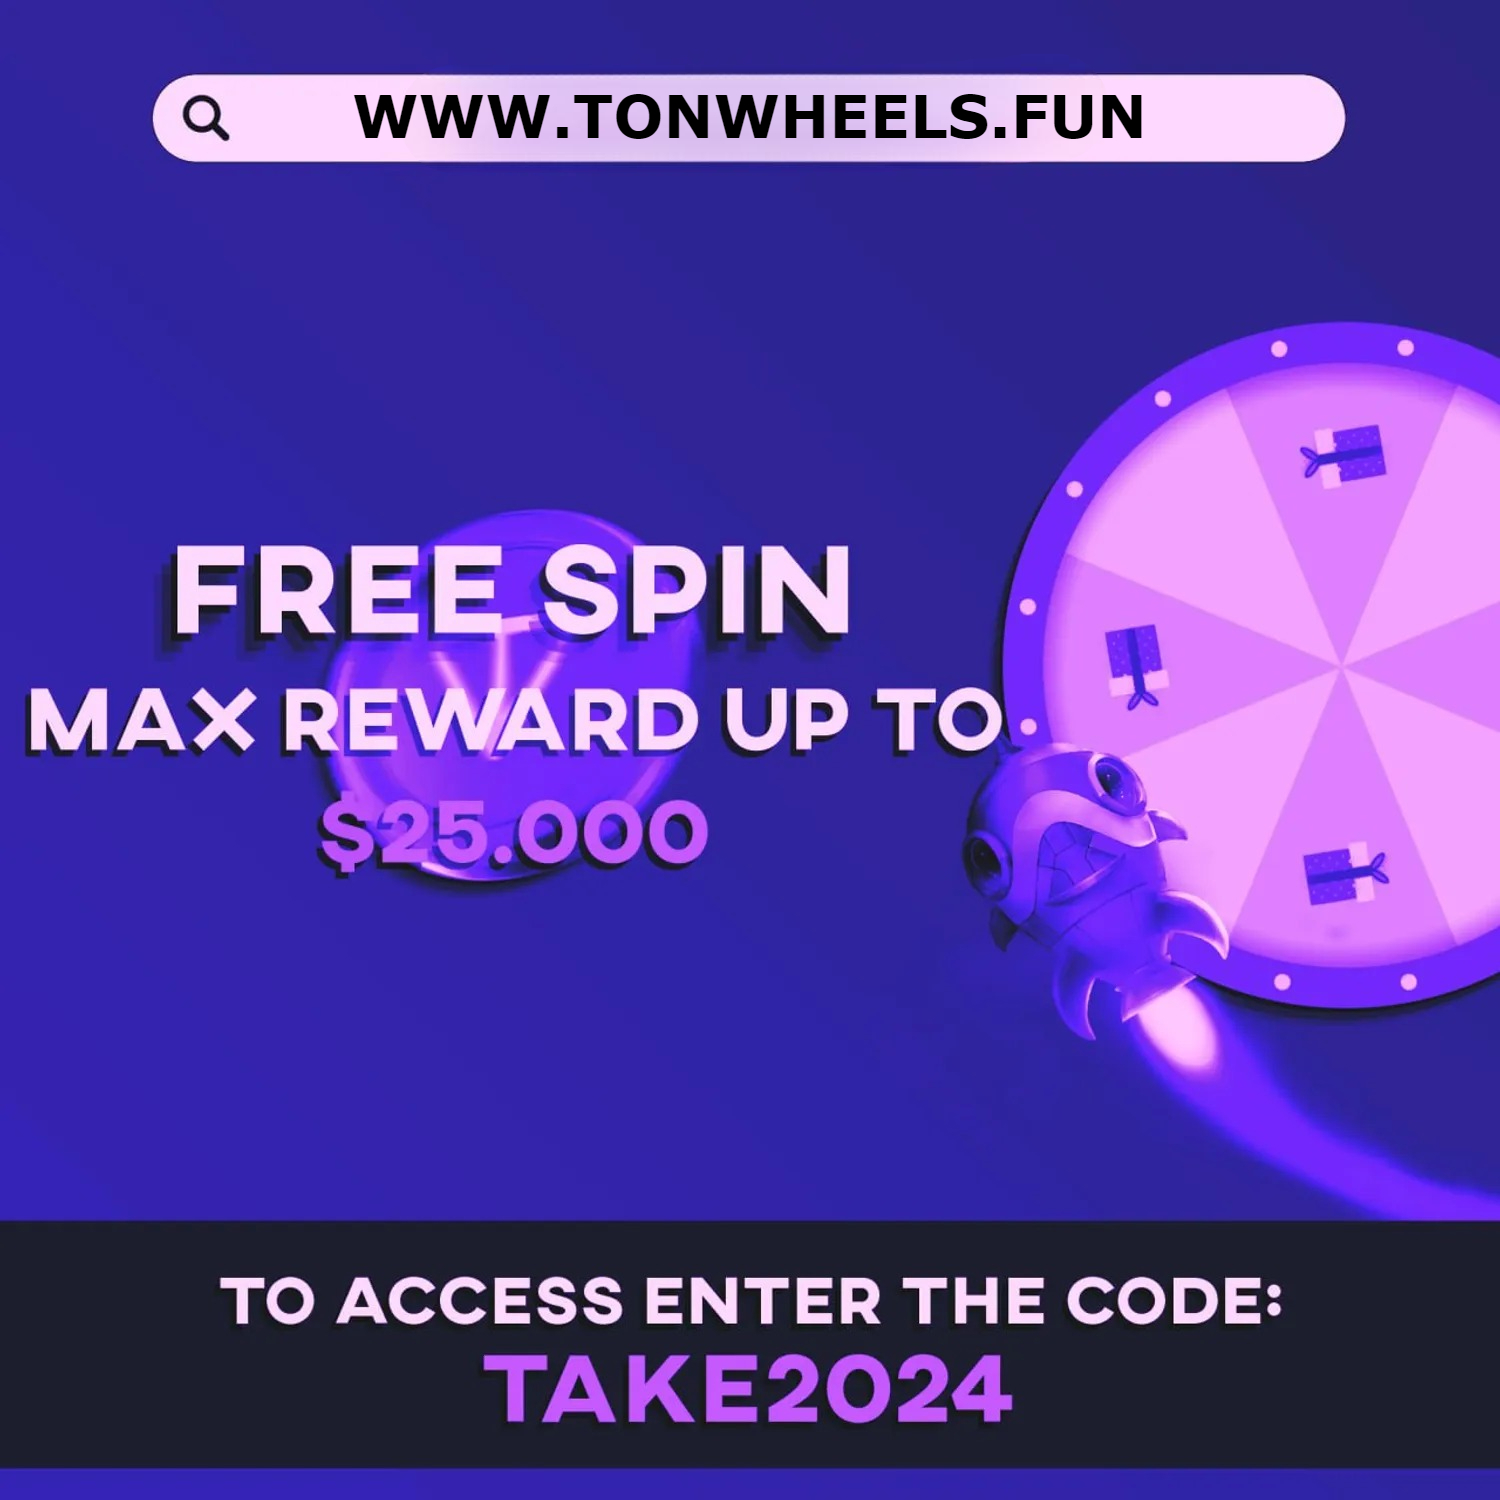 WWW.TONWHEELS.FUN
FREE SPIN
MAX REWARD UP TO
$25.000
TO ACCESS ENTER THE CODE:
TAKE2024